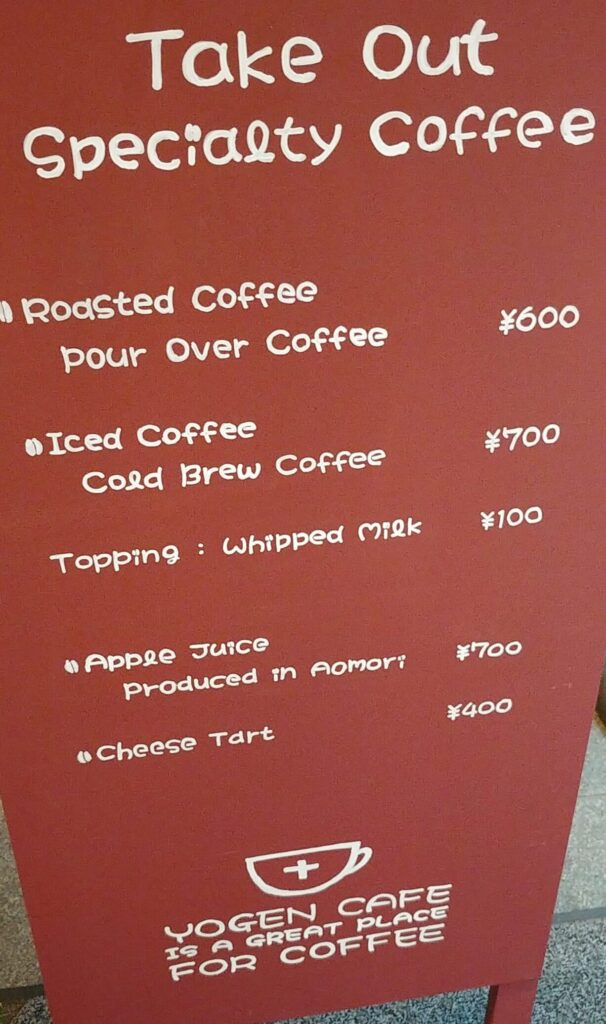 Take Out
Specialty Coffee
Roasted Coffee
Pour Over Coffee ¥600
Iced Coffee
Cold Brew Coffee ¥700
Topping : Whipped Milk ¥100
Apple Juice
Produced in Aomori ¥700
Cheese Tart ¥400
YOGEN CAFE
IS A GREAT PLACE
FOR COFFEE